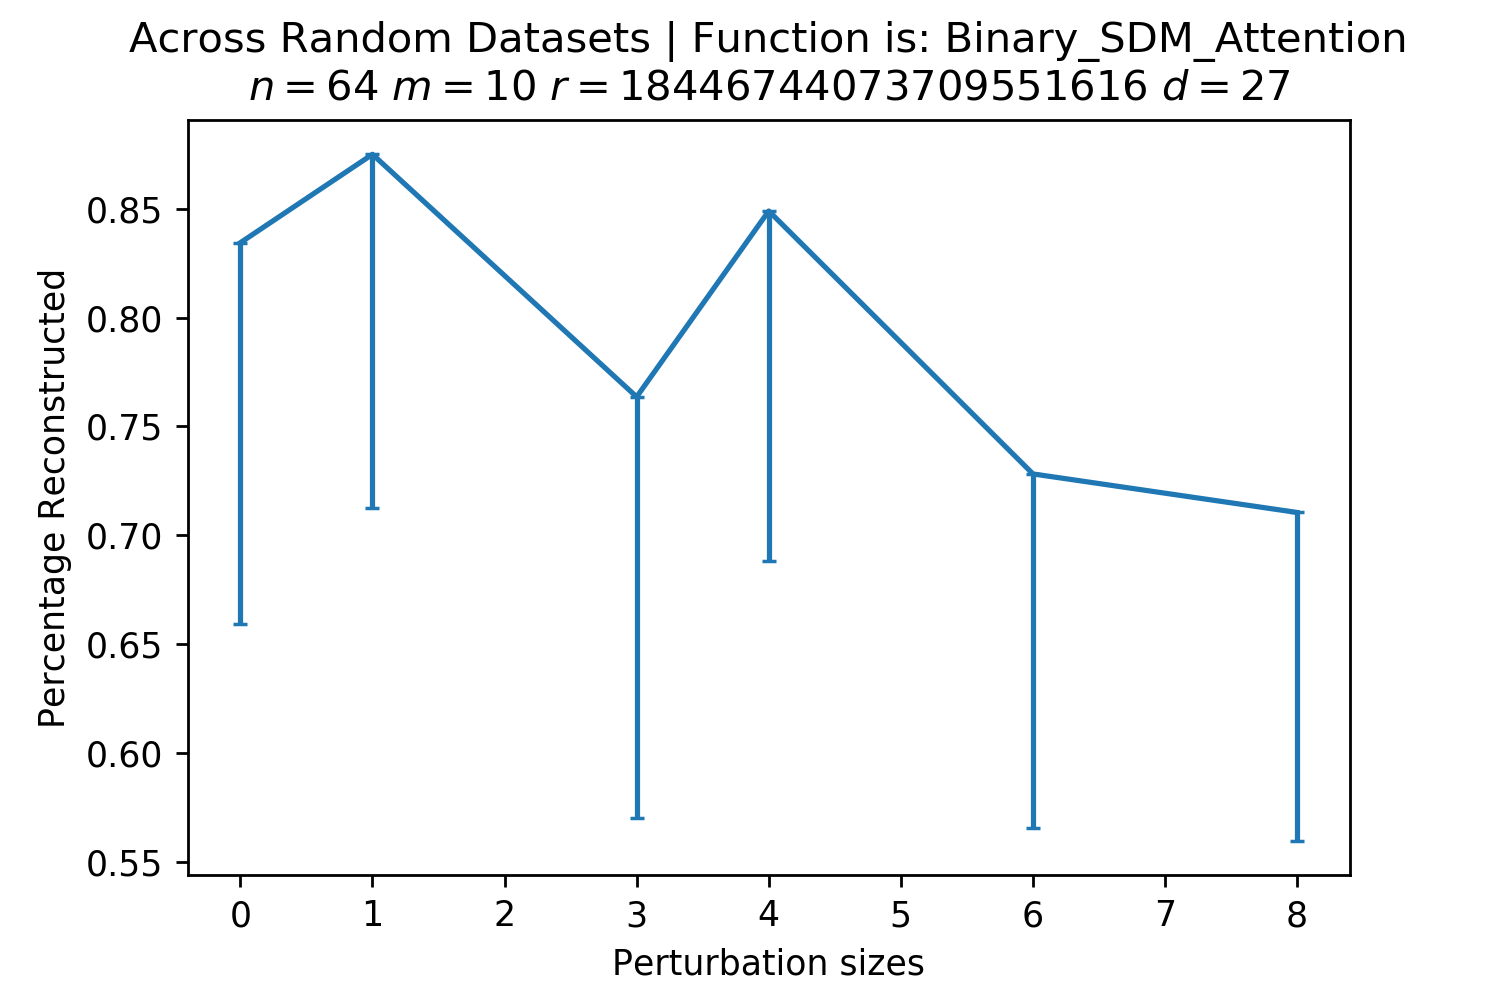 Across Random Datasets | Function is: Binary_SDM_Attention
n = 64 m = 10 r = 18446744073709551616 d = 27
Percentage Reconstructed
0.85
0.80
0.75
0.70
0.65
0.60
0.55
0 1 2 3 4 5 6 7 8
Perturbation sizes